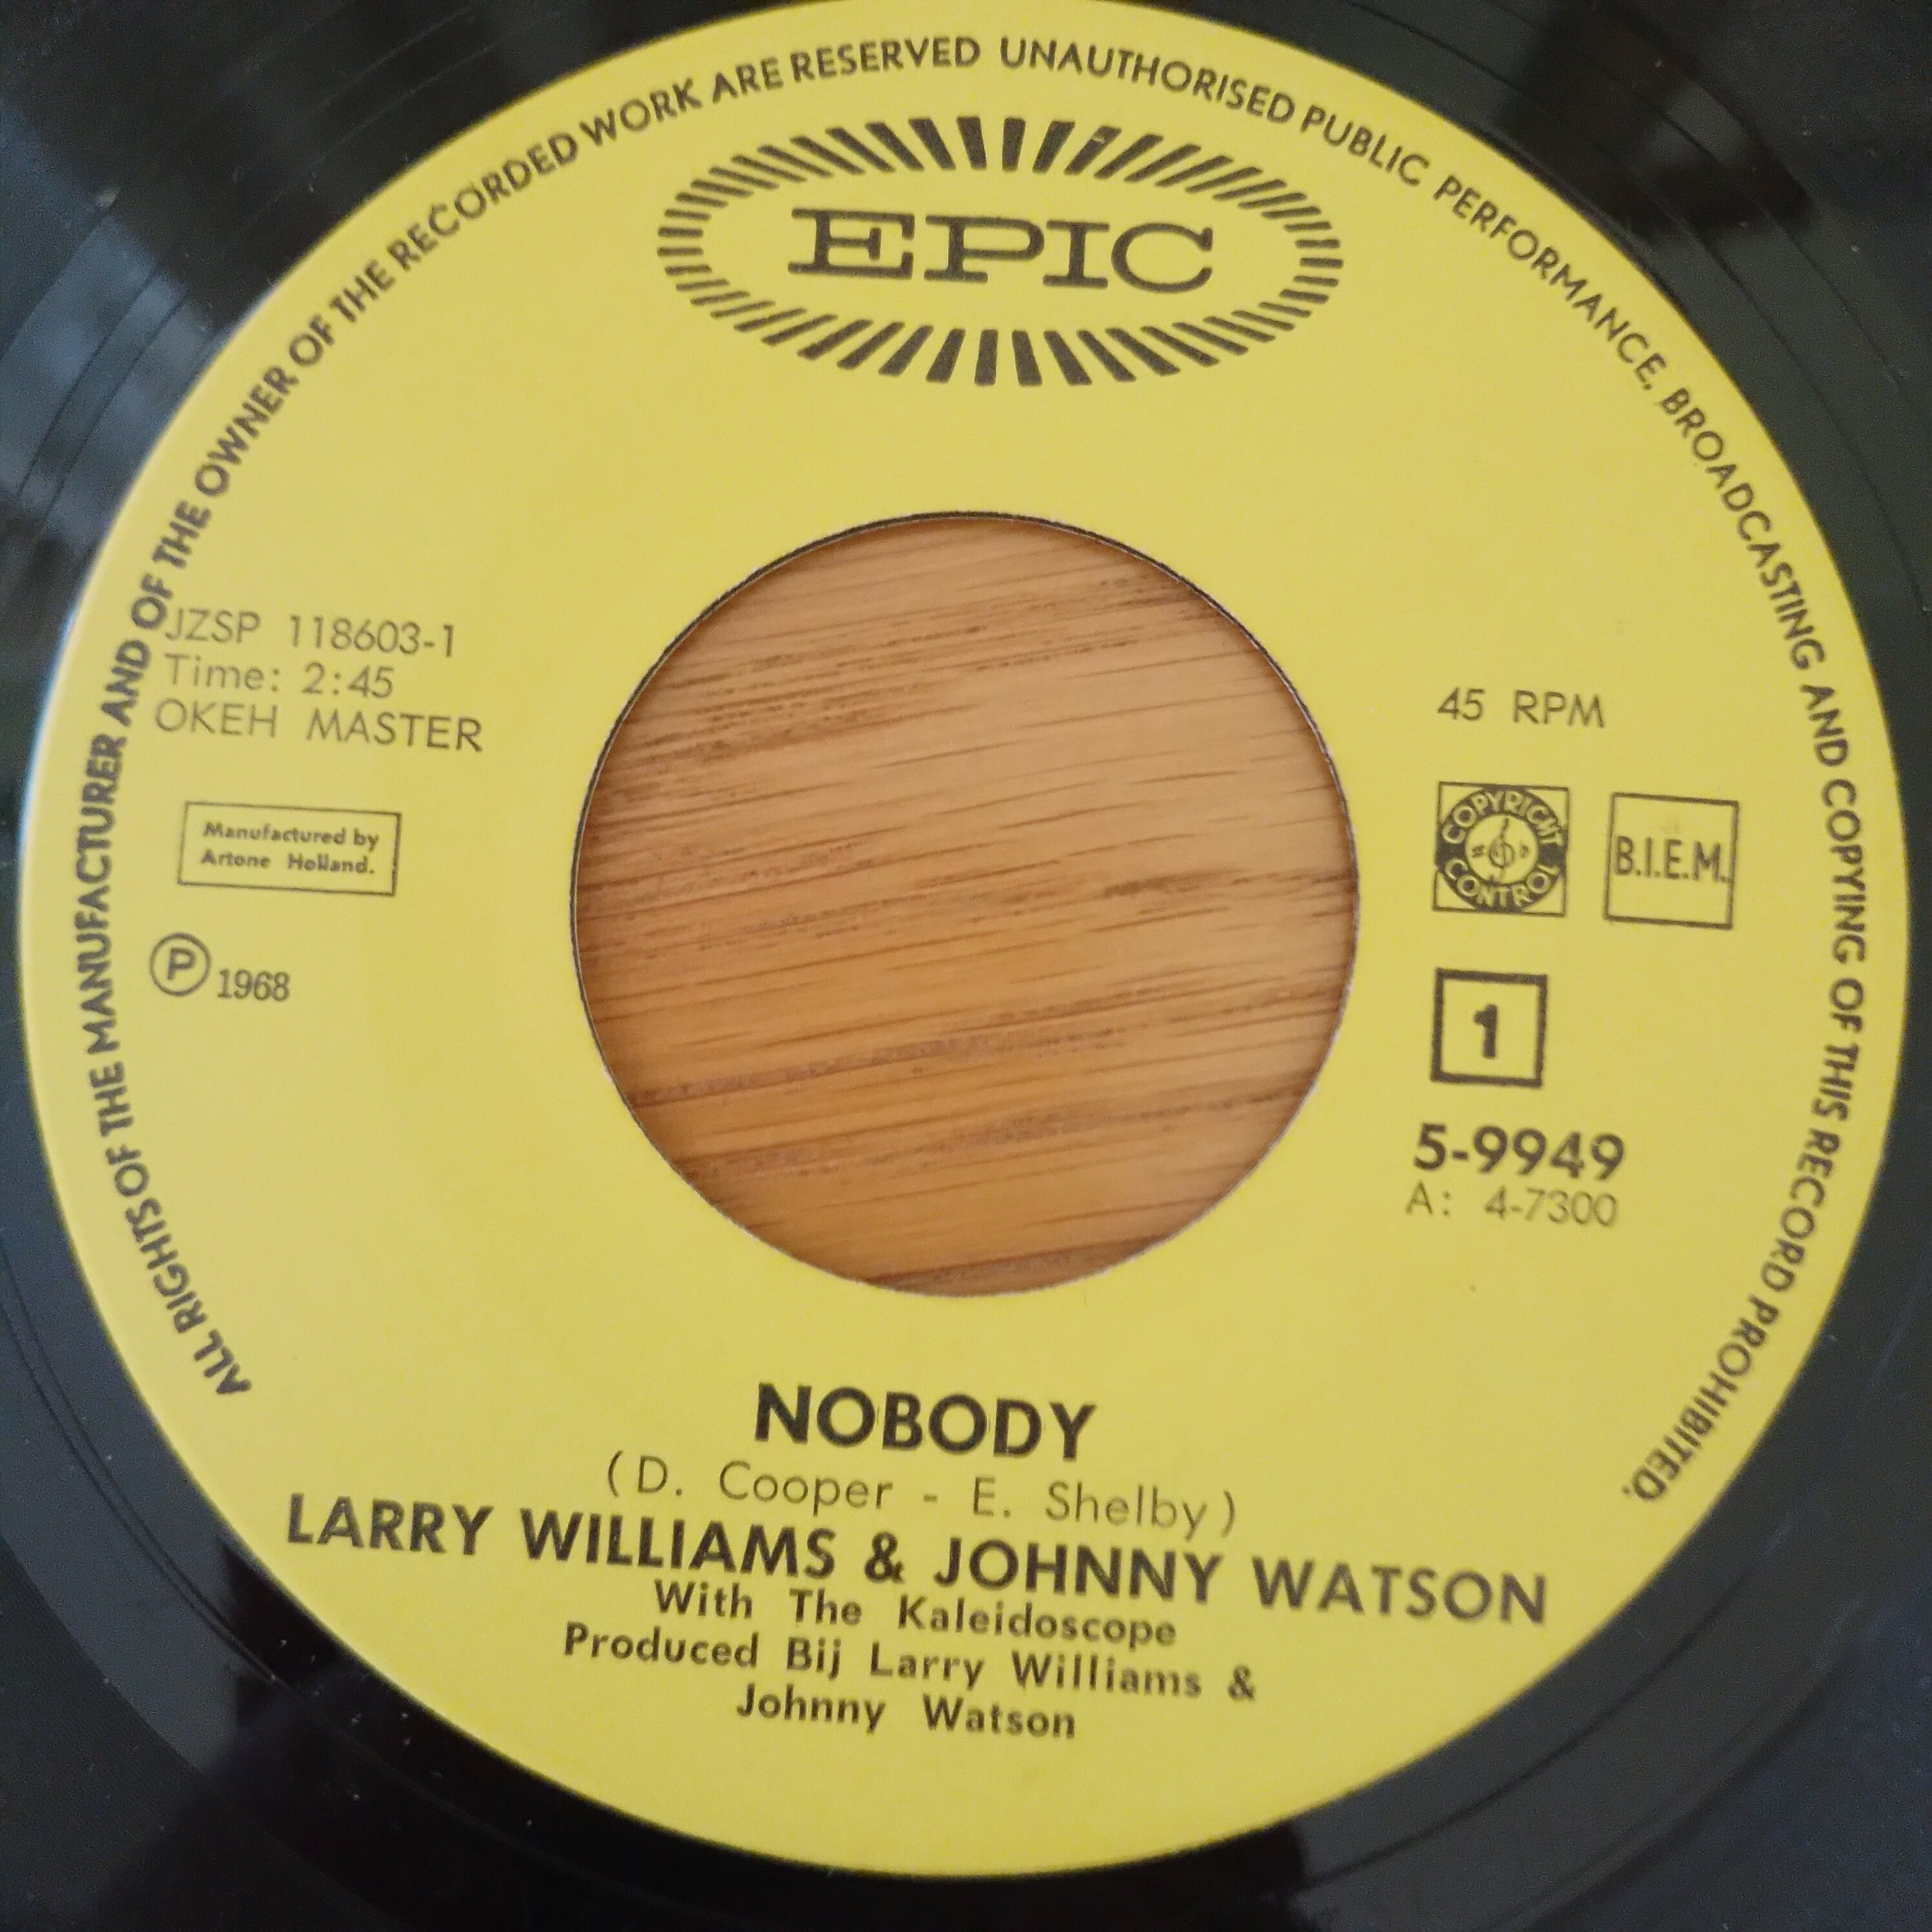 ALL RIGHTS OF THE MANUFACTURER AND OF THE OWNER OF THE RECORDED WORK ARE RESERVED UNAUTHORISED PUBLIC PERFORMANCE, BROADCASTING AND COPYING OF THIS RECORD PROHIBITED.
EPIC
JZSP 118603-1
Time: 2:45
OKEH MASTER
Manufactured by
Artone Holland.
Ⓟ 1968
45 RPM
COPYRIGHT CONTROL
B.I.E.M.
1
5-9949
A: 4-7300
NOBODY
(D. Cooper - E. Shelby)
LARRY WILLIAMS & JOHNNY WATSON
With The Kaleidoscope
Produced Bij Larry Williams &
Johnny Watson